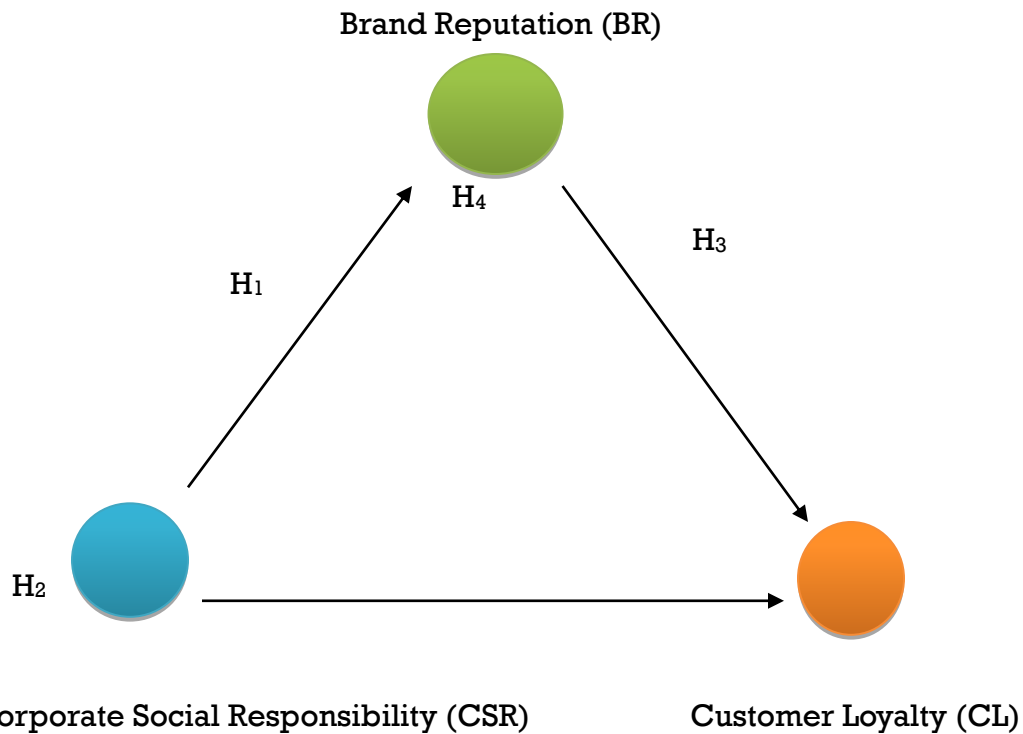 Brand Reputation (BR)
H₄
H₃
H₁
H₂
orporate Social Responsibility (CSR)
Customer Loyalty (CL)